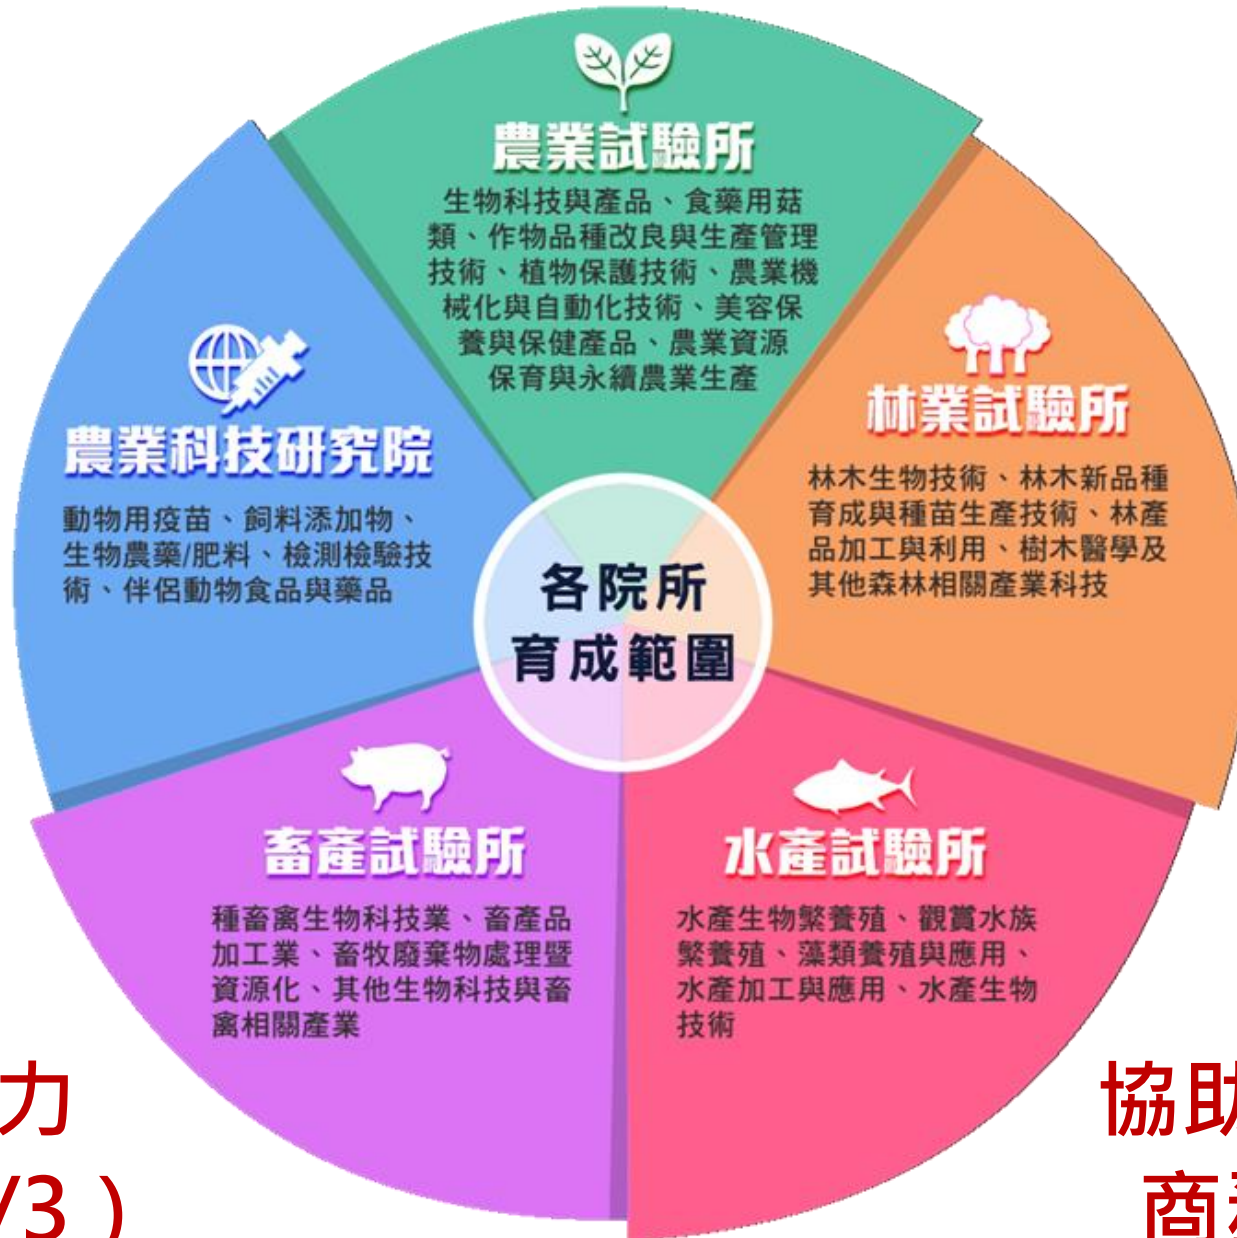 農業試驗所
生物科技與產品、食藥用菇
類、作物品種改良與生產管理
技術、植物保護技術、農業機
械化與自動化技術、美容保
養與保健產品、農業資源
保育與永續農業生產
林業試驗所
林木生物技術、林木新品種
育成與種苗生產技術、林產
品加工與利用、樹木醫學及
其他森林相關產業科技
農業科技研究院
動物用疫苗、飼料添加物、
生物農藥/肥料、檢測檢驗技
術、伴侶動物食品與藥品
各院所
育成範圍
畜產試驗所
種畜禽生物科技業、畜產品
加工業、畜牧廢棄物處理暨
資源化、其他生物科技與畜
禽相關產業
水產試驗所
水產生物繁養殖、觀賞水族
繁養殖、藻類養殖與應用、
水產加工與應用、水產生物
技術
力
/3）
協助
商